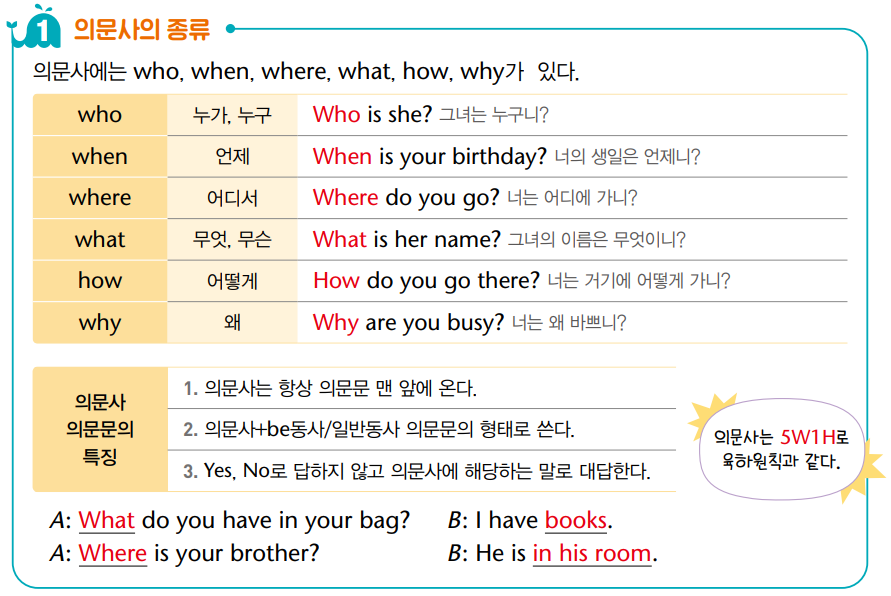 1 의문사의 종류
의문사에는 who, when, where, what, how, why가 있다.
who 누가, 누구 Who is she? 그녀는 누구니?
when 언제 When is your birthday? 너의 생일은 언제니?
where 어디서 Where do you go? 너는 어디에 가니?
what 무엇, 무슨 What is her name? 그녀의 이름은 무엇이니?
how 어떻게 How do you go there? 너는 거기에 어떻게 가니?
why 왜 Why are you busy? 너는 왜 바쁘니?
의문사
의문문의
특징
1. 의문사는 항상 의문문 맨 앞에 온다.
2. 의문사+be동사/일반동사 의문문의 형태로 쓴다.
3. Yes, No로 답하지 않고 의문사에 해당하는 말로 대답한다.
의문사는 5W1H로
육하원칙과 같다.
A: What do you have in your bag? B: I have books.
A: Where is your brother? B: He is in his room.